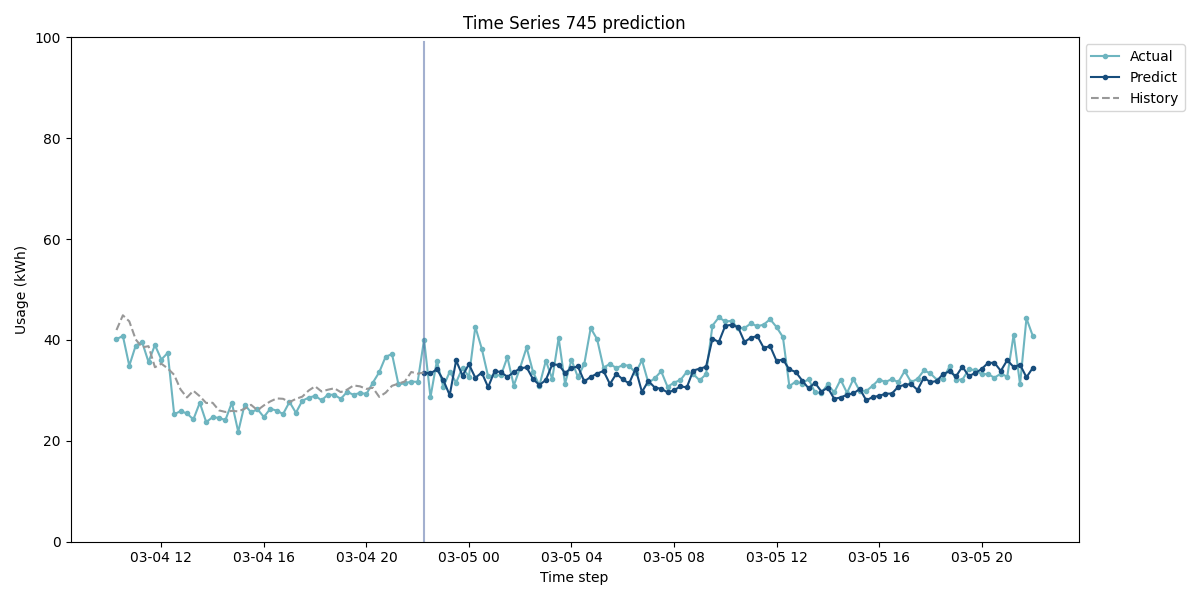 Time Series 745 prediction
100
80
60
40
20
0
Usage (kWh)
03-04 12
03-04 16
03-04 20
03-05 00
03-05 04
03-05 08
03-05 12
03-05 16
03-05 20
Time step
Actual
Predict
History